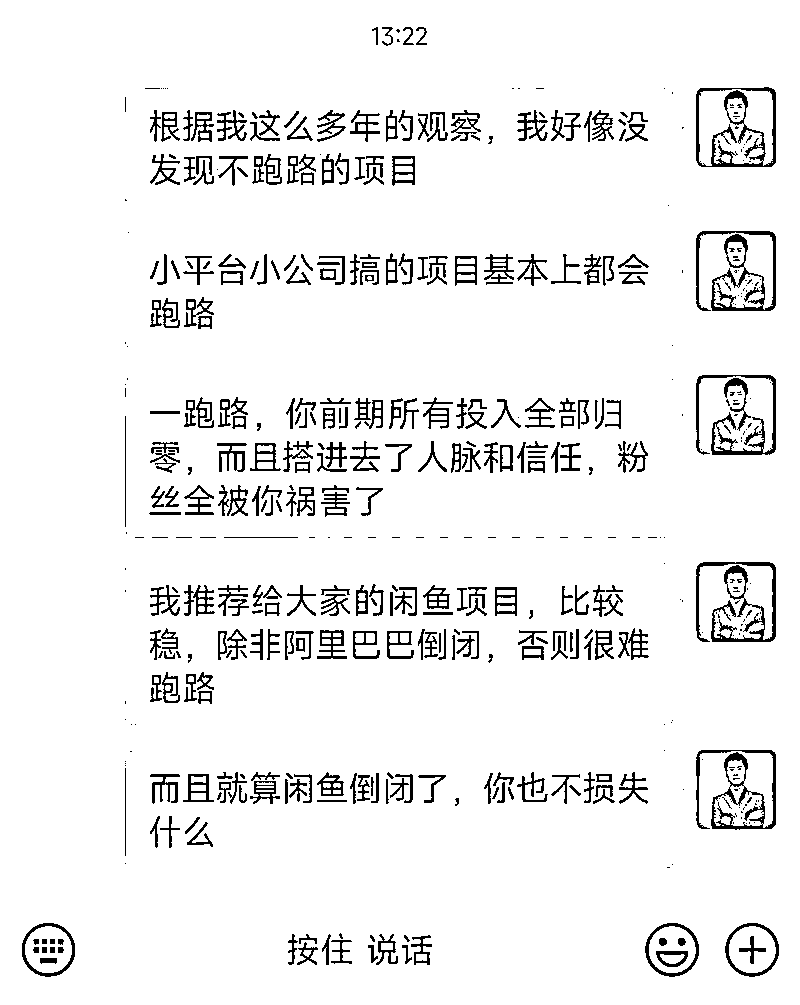 13:22
根据我这么多年的观察，我好像没
发现不跑路的项目
小平台小公司搞的项目基本上都会
跑路
一跑路，你前期所有投入全部归
零，而且搭进去了人脉和信任，粉
丝全被你祸害了
我推荐给大家的闲鱼项目，比较
稳，除非阿里巴巴倒闭，否则很难
跑路
而且就算闲鱼倒闭了，你也不损失
什么
按住 说话